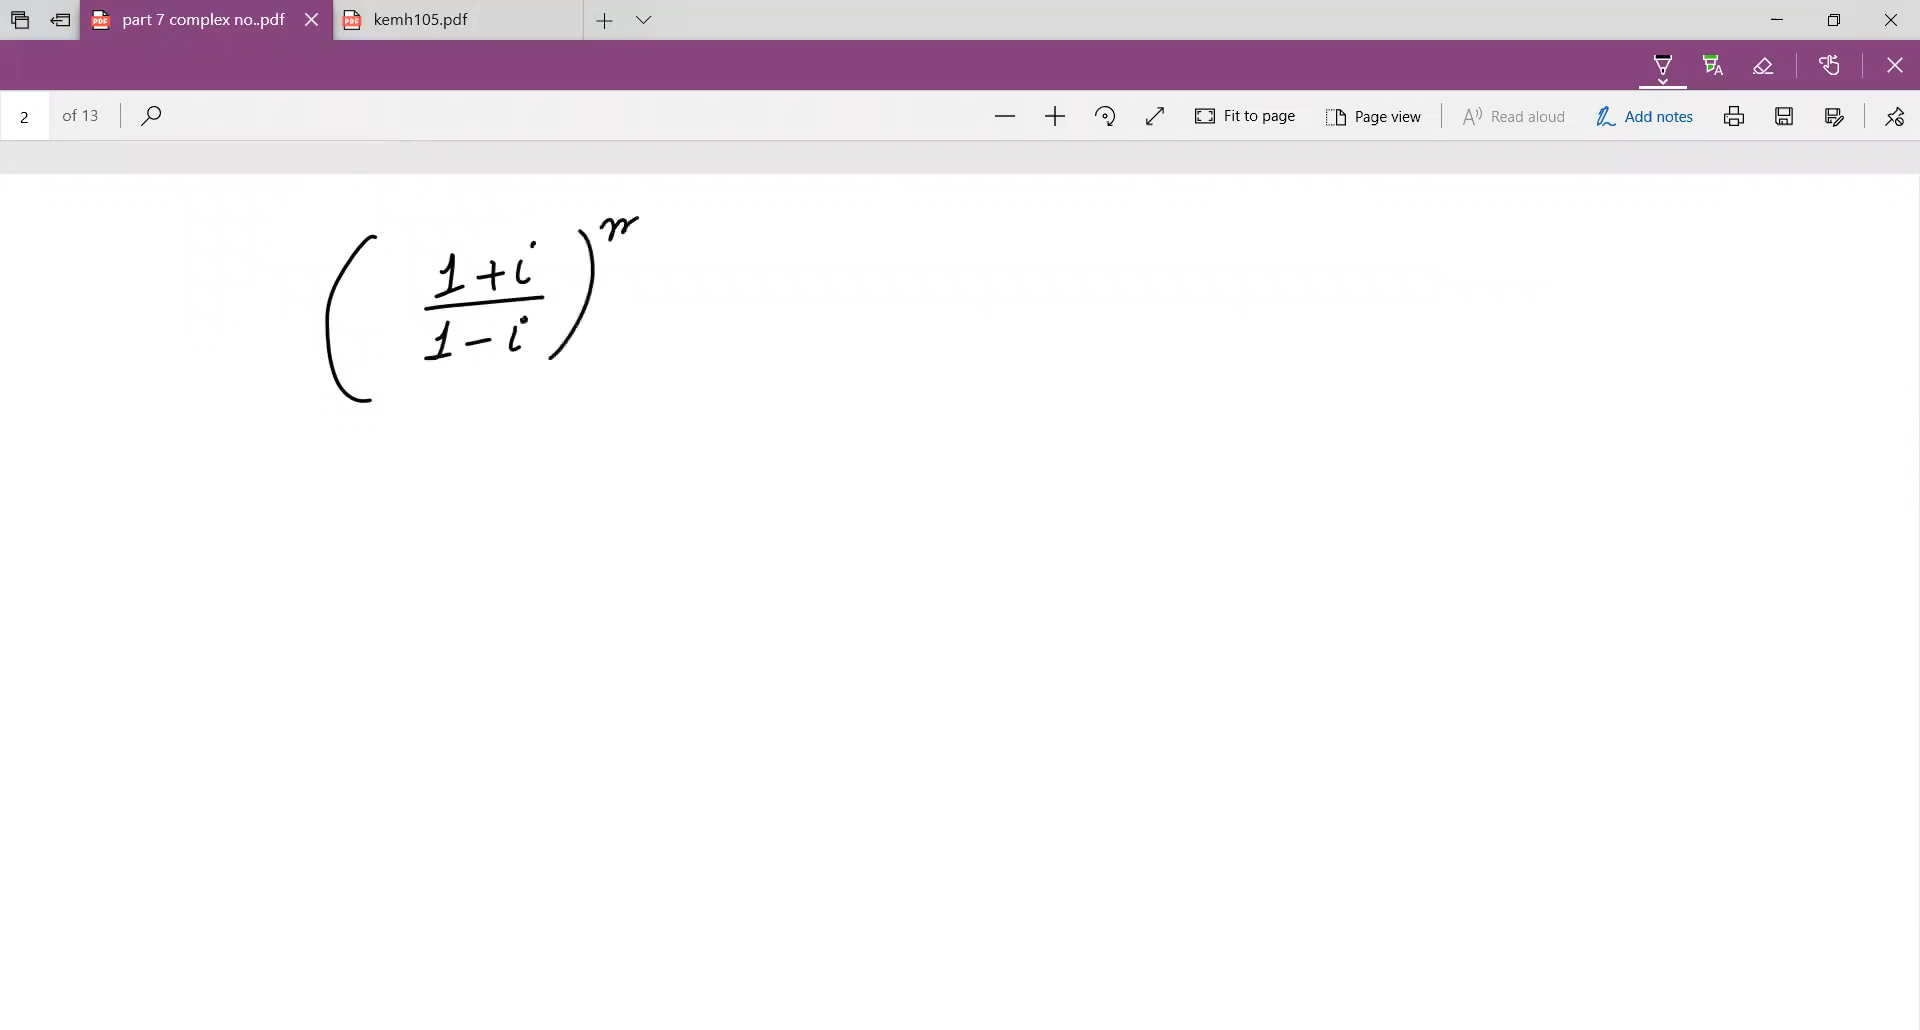 part 7 complex no..pdf kemh105.pdf
2 of 13 Fit to page Page view Read aloud Add notes
(1+i/1-i)^m